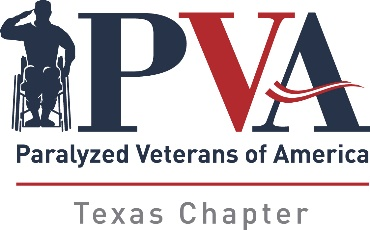 PVA
Paralyzed Veterans of America
Texas Chapter